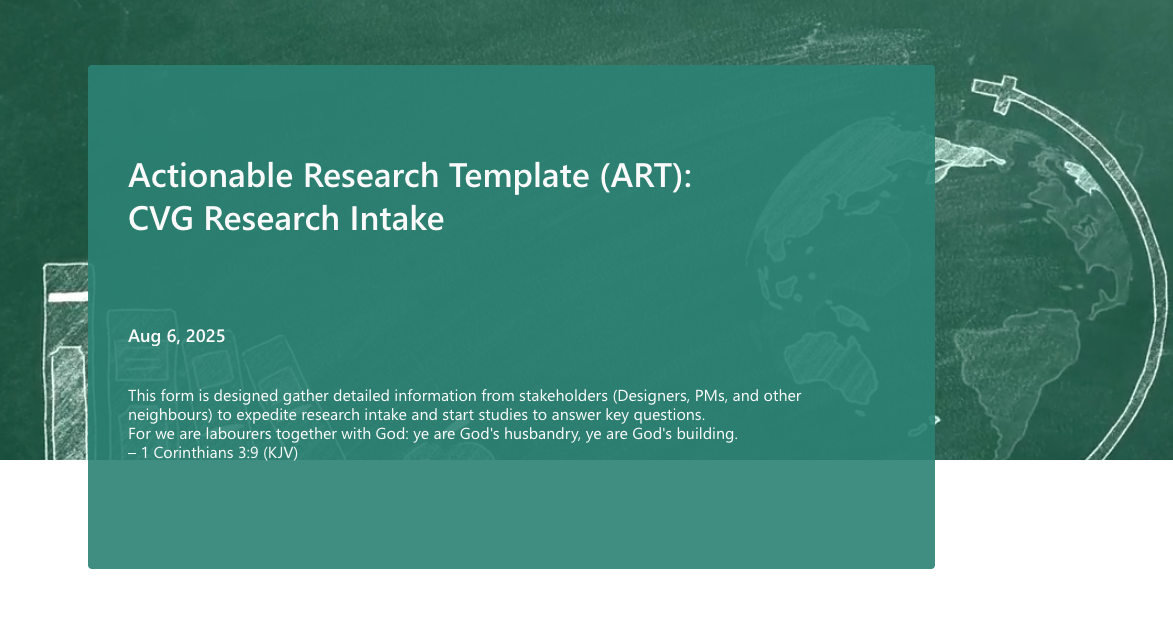 Actionable Research Template (ART):
CVG Research Intake
Aug 6, 2025
This form is designed gather detailed information from stakeholders (Designers, PMs, and other
neighbours) to expedite research intake and start studies to answer key questions.
For we are labourers together with God: ye are God's husbandry, ye are God's building.
– 1 Corinthians 3:9 (KJV)